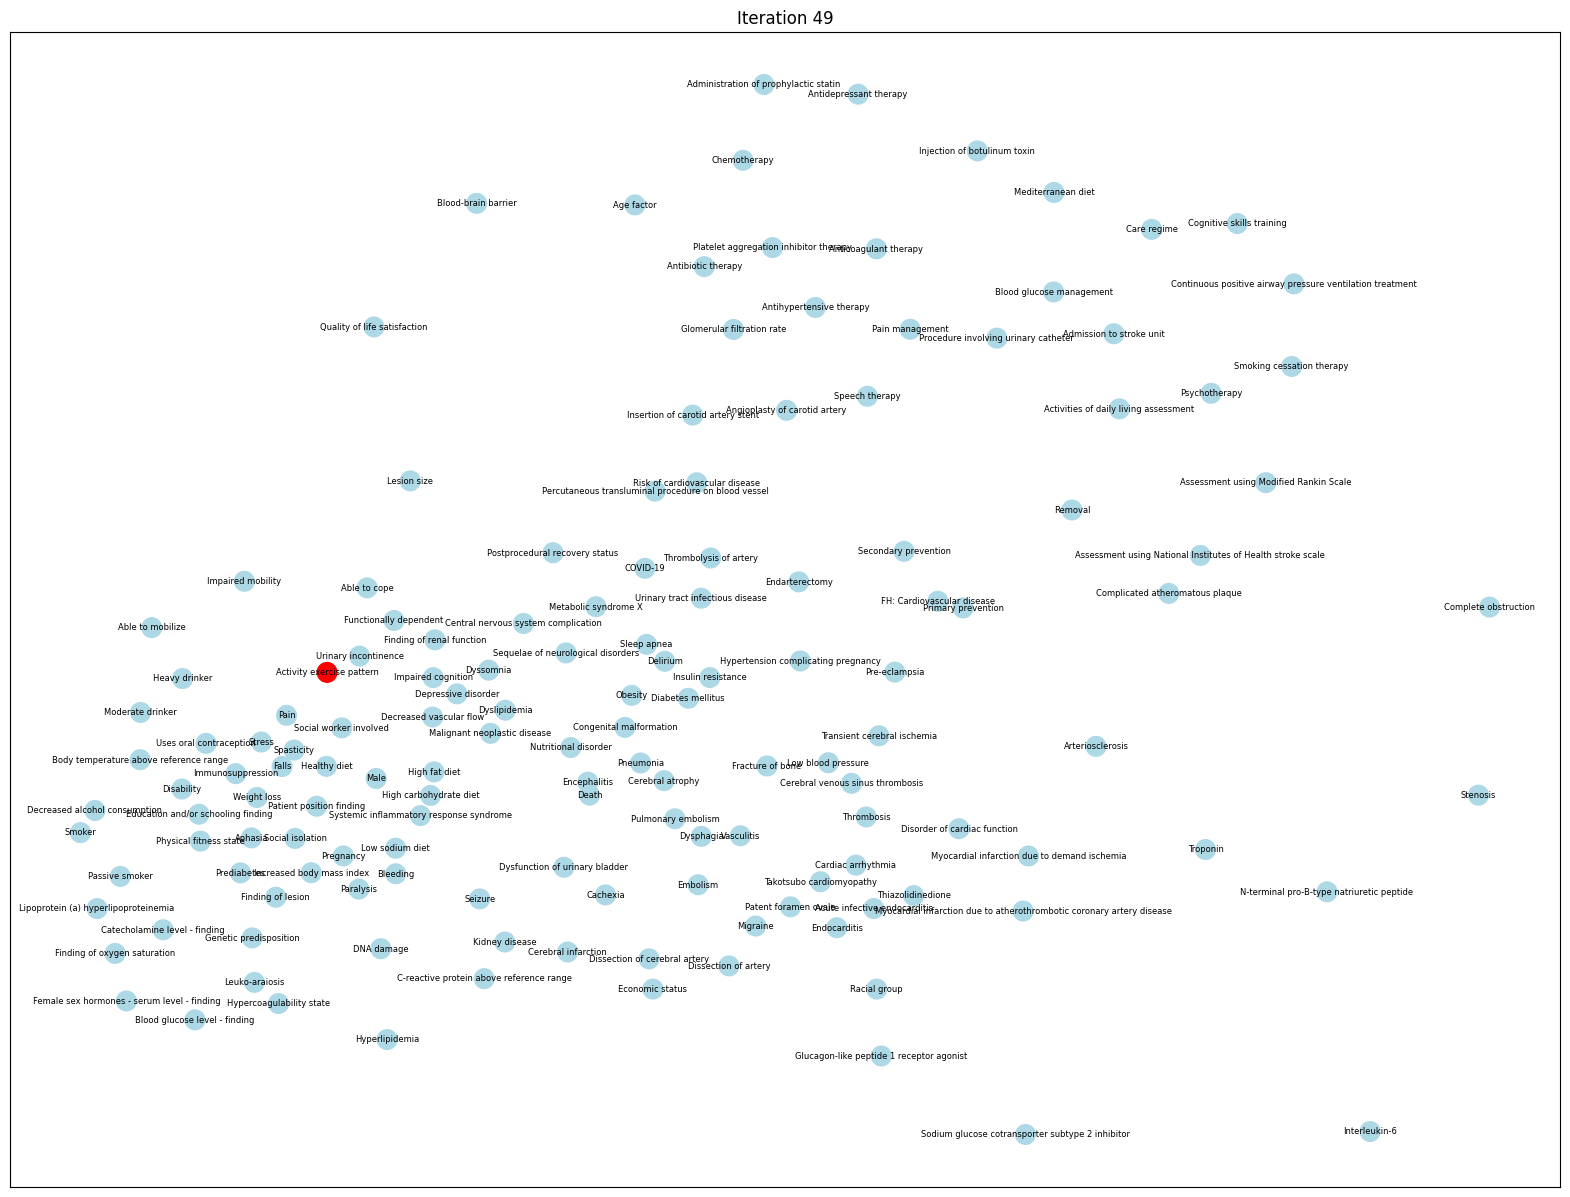 Iteration 49
Administration of prophylactic statin
Antidepressant therapy
Injection of botulinum toxin
Chemotherapy
Mediterranean diet
Blood-brain barrier
Age factor
Cognitive skills training
Care regime
Platelet aggregation inhibitor therapy
Anticoagulant therapy
Antibiotic therapy
Continuous positive airway pressure ventilation treatment
Blood glucose management
Antihypertensive therapy
Quality of life satisfaction
Glomerular filtration rate
Pain management
Procedure involving urinary catheter
Admission to stroke unit
Smoking cessation therapy
Psychotherapy
Speech therapy
Activities of daily living assessment
Angioplasty of carotid artery
Insertion of carotid artery stent
Lesion size
Risk of cardiovascular disease
Assessment using Modified Rankin Scale
Percutaneous transluminal procedure on blood vessel
Removal
Postprocedural recovery status
Secondary prevention
Thrombolysis of artery
Assessment using National Institutes of Health stroke scale
COVID-19
Impaired mobility
Endarterectomy
Able to cope
Complicated atheromatous plaque
Urinary tract infectious disease
FH: Cardiovascular disease
Metabolic syndrome X
Primary prevention
Complete obstruction
Functionally dependent
Central nervous system complication
Able to mobilize
Finding of renal function
Sleep apnea
Sequelae of neurological disorders
Urinary incontinence
Delirium
Hypertension complicating pregnancy
Dyssomnia
Activity exercise pattern
Pre-eclampsia
Impaired cognition
Insulin resistance
Heavy drinker
Depressive disorder
Obesity
Diabetes mellitus
Dyslipidemia
Moderate drinker
Pain
Decreased vascular flow
Social worker involved
Congenital malformation
Malignant neoplastic disease
Transient cerebral ischemia
Stress
Uses oral contraception
Arteriosclerosis
Nutritional disorder
Spasticity
Body temperature above reference range
Pneumonia
Low blood pressure
Falls
Healthy diet
Fracture of bone
High fat diet
Immunosuppression
Male
Cerebral atrophy
Encephalitis
Cerebral venous sinus thrombosis
Disability
Death
High carbohydrate diet
Stenosis
Weight loss
Patient position finding
Decreased alcohol consumption
Education and/or schooling finding
Systemic inflammatory response syndrome
Thrombosis
Pulmonary embolism
Disorder of cardiac function
Smoker
Dysphagia
Vasculitis
Aphasia
Social isolation
Physical fitness state
Low sodium diet
Troponin
Pregnancy
Myocardial infarction due to demand ischemia
Cardiac arrhythmia
Dysfunction of urinary bladder
Prediabetes
Increased body mass index
Bleeding
Passive smoker
Takotsubo cardiomyopathy
Embolism
Paralysis
N-terminal pro-B-type natriuretic peptide
Cachexia
Thiazolidinedione
Finding of lesion
Seizure
Patent foramen ovale
Acute infective endocarditis
Lipoprotein (a) hyperlipoproteinemia
Myocardial infarction due to atherothrombotic coronary artery disease
Migraine
Endocarditis
Catecholamine level - finding
Genetic predisposition
Kidney disease
DNA damage
Cerebral infarction
Finding of oxygen saturation
Dissection of cerebral artery
Dissection of artery
C-reactive protein above reference range
Leuko-araiosis
Economic status
Racial group
Female sex hormones - serum level - finding
Hypercoagulability state
Blood glucose level - finding
Hyperlipidemia
Glucagon-like peptide 1 receptor agonist
Interleukin-6
Sodium glucose cotransporter subtype 2 inhibitor